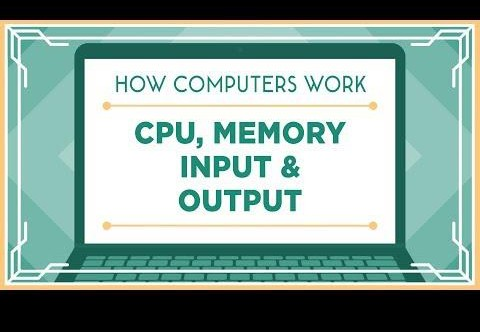 HOW COMPUTERS WORK
CPU, MEMORY
INPUT &
OUTPUT